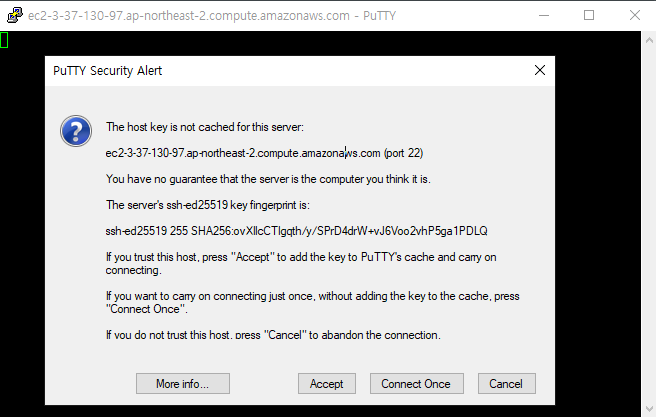 ec2-3-37-130-97.ap-northeast-2.compute.amazonaws.com - PuTTY
PuTTY Security Alert
The host key is not cached for this server:
ec2-3-37-130-97.ap-northeast-2.compute.amazonaws.com (port 22)
You have no guarantee that the server is the computer you think it is.
The server's ssh-ed25519 key fingerprint is:
ssh-ed25519 255 SHA256:ovXllcCTlgqth/y/SPrD4drW+vJ6Voo2vhP5ga1PDLQ
If you trust this host, press "Accept" to add the key to PuTTY's cache and carry on
connecting.
If you want to carry on connecting just once, without adding the key to the cache, press
"Connect Once".
If you do not trust this host, press "Cancel" to abandon the connection.
More info...
Accept
Connect Once
Cancel